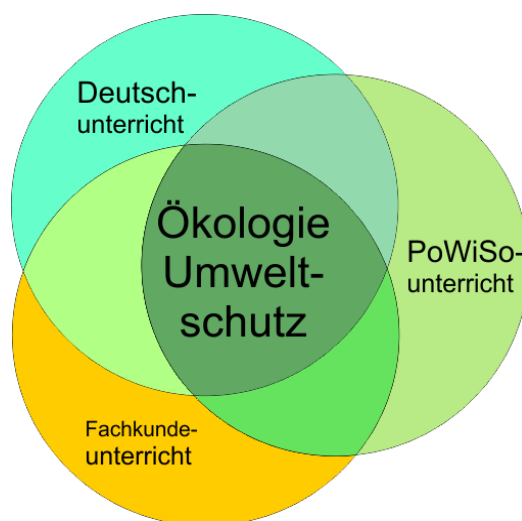 Deutsch-
unterricht
Ökologie
Umwelt-
schutz
PoWiSo-
unterricht
Fachkunde-
unterricht